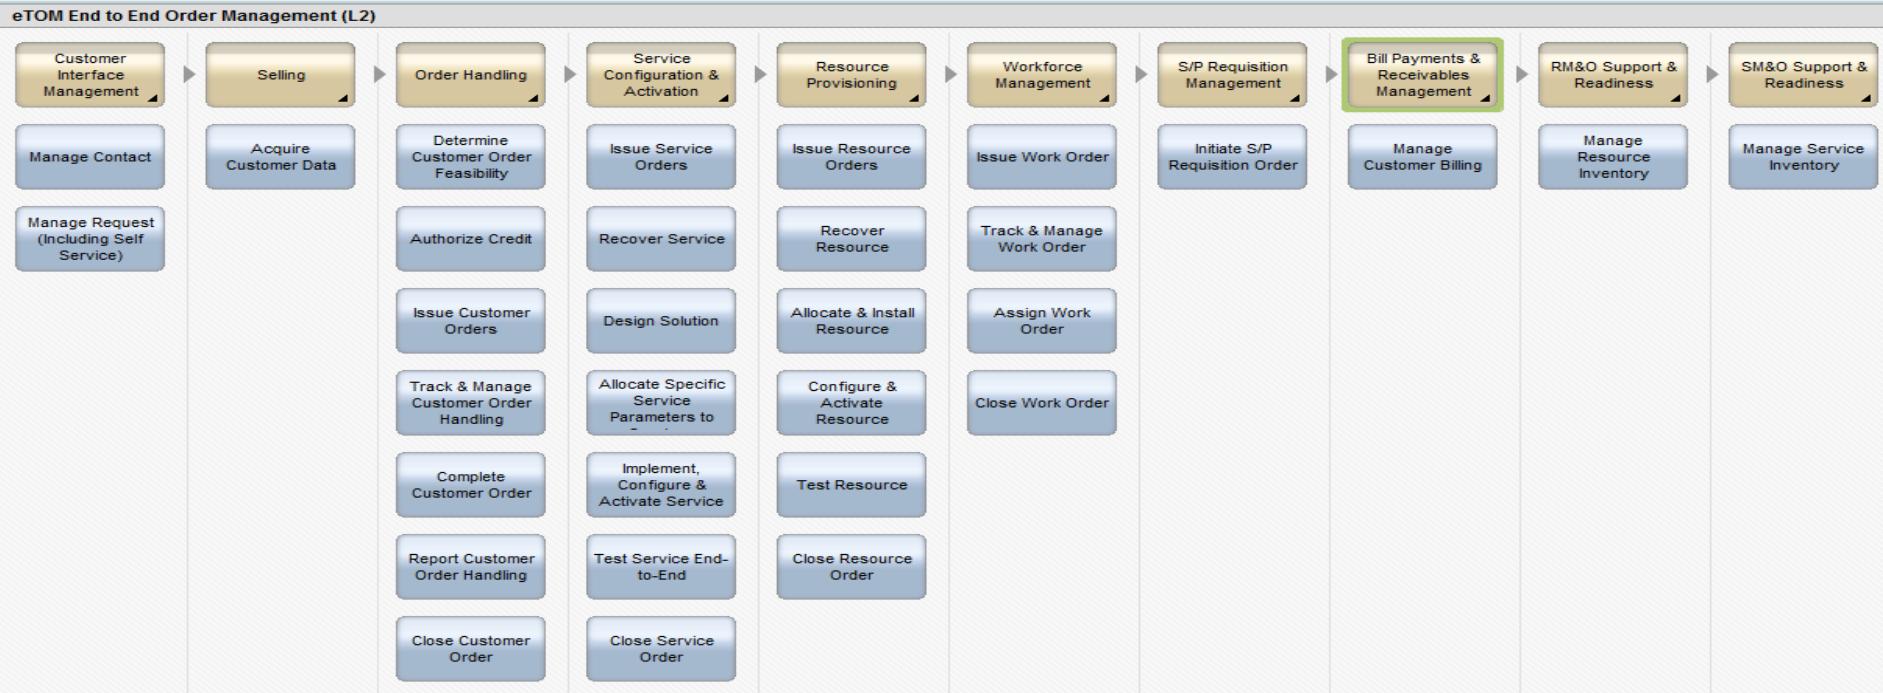 eTOM End to End Order Management (L2)
Customer
Interface
Management
Selling
Order Handling
Service
Configuration &
Activation
Resource
Provisioning
Workforce
Management
S/P Requisition
Management
Bill Payments &
Receivables
Management
RM&O Support &
Readiness
SM&O Support &
Readiness
Manage Contact
Acquire
Customer Data
Determine
Customer Order
Feasibility
Issue Service
Orders
Issue Resource
Orders
Issue Work Order
Initiate S/P
Requisition Order
Manage
Customer Billing
Manage
Resource
Inventory
Manage Service
Inventory
Manage Request
(Including Self
Service)
Authorize Credit
Recover Service
Recover
Resource
Track & Manage
Work Order
Issue Customer
Orders
Design Solution
Allocate & Install
Resource
Assign Work
Order
Track & Manage
Customer Order
Handling
Allocate Specific
Service
Parameters to
Configure &
Activate
Resource
Close Work Order
Complete
Customer Order
Implement,
Configure &
Activate Service
Test Resource
Report Customer
Order Handling
Test Service End-
to-End
Close Resource
Order
Close Customer
Order
Close Service
Order